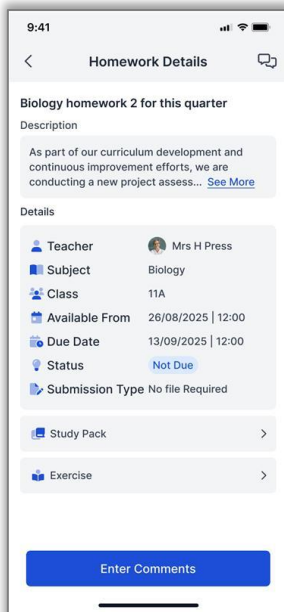 9:41
Homework Details
Biology homework 2 for this quarter
Description
As part of our curriculum development and
continuous improvement efforts, we are
conducting a new project assess... See More
Details
Teacher Mrs H Press
Subject Biology
Class 11A
Available From 26/08/2025 | 12:00
Due Date 13/09/2025 | 12:00
Status Not Due
Submission Type No file Required
Study Pack
Exercise
Enter Comments